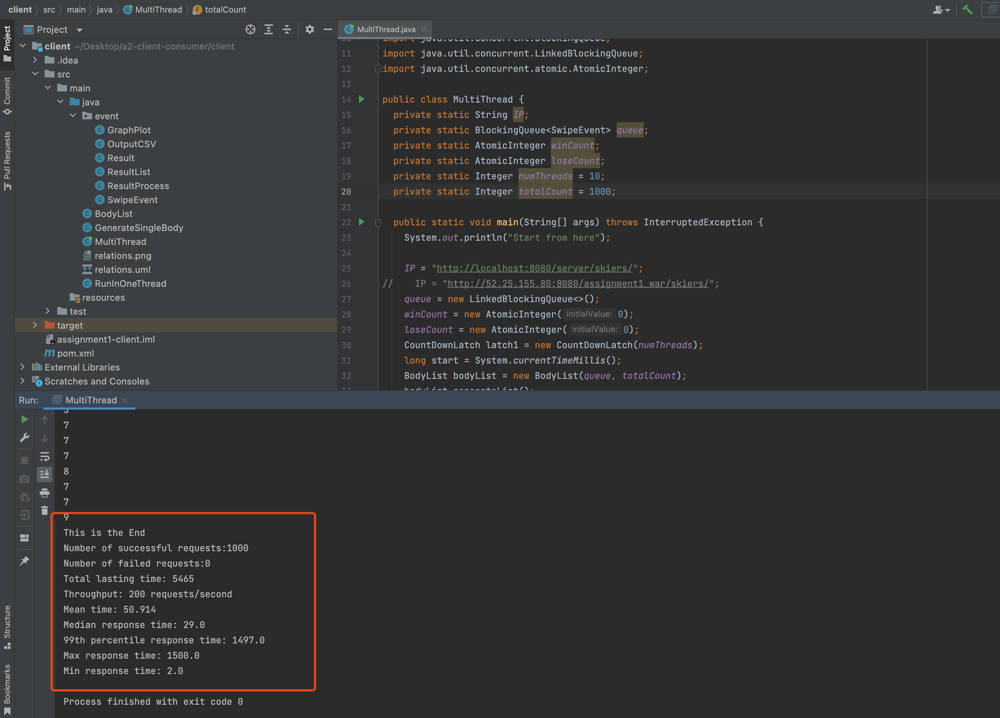 client src main java MultiThread totalCount
Project
MultiThread.java
Project
Commit
Pull Requests
client ~/Desktop/a2-client-consumer/client
.idea
src
main
java
event
GraphPlot
OutputCSV
Result
ResultList
ResultProcess
SwipeEvent
BodyList
GenerateSingleBody
MultiThread
relations.png
relations.uml
RunInOneThread
resources
test
target
assignment1-client.iml
pom.xml
External Libraries
Scratches and Consoles
10 import java.util.concurrent.BlockingQueue;
11 import java.util.concurrent.LinkedBlockingQueue;
12 import java.util.concurrent.atomic.AtomicInteger;
13
14 public class MultiThread {
15 private static String IP;
16 private static BlockingQueue<SwipeEvent> queue;
17 private static AtomicInteger winCount;
18 private static AtomicInteger loseCount;
19 private static Integer numThreads = 10;
20 private static Integer totalCount = 1000;
21
22 public static void main(String[] args) throws InterruptedException {
23 System.out.println("Start from here");
24
25 IP = "http://localhost:8080/server/skiers/";
26 // IP = "http://52.25.155.80:8080/assignment1_war/skiers/";
27 queue = new LinkedBlockingQueue<>();
28 winCount = new AtomicInteger( initialValue: 0);
29 loseCount = new AtomicInteger( initialValue: 0);
30 CountDownLatch latch1 = new CountDownLatch(numThreads);
31 long start = System.currentTimeMillis();
32 BodyList bodyList = new BodyList(queue, totalCount);
33 bodyList.generateList();
Run: MultiThread
7
7
7
8
7
7
9
This is the End
Number of successful requests:1000
Number of failed requests:0
Total lasting time: 5465
Throughput: 200 requests/second
Mean time: 50.914
Median response time: 29.0
99th percentile response time: 1497.0
Max response time: 1500.0
Min response time: 2.0
Process finished with exit code 0
Structure
Bookmarks